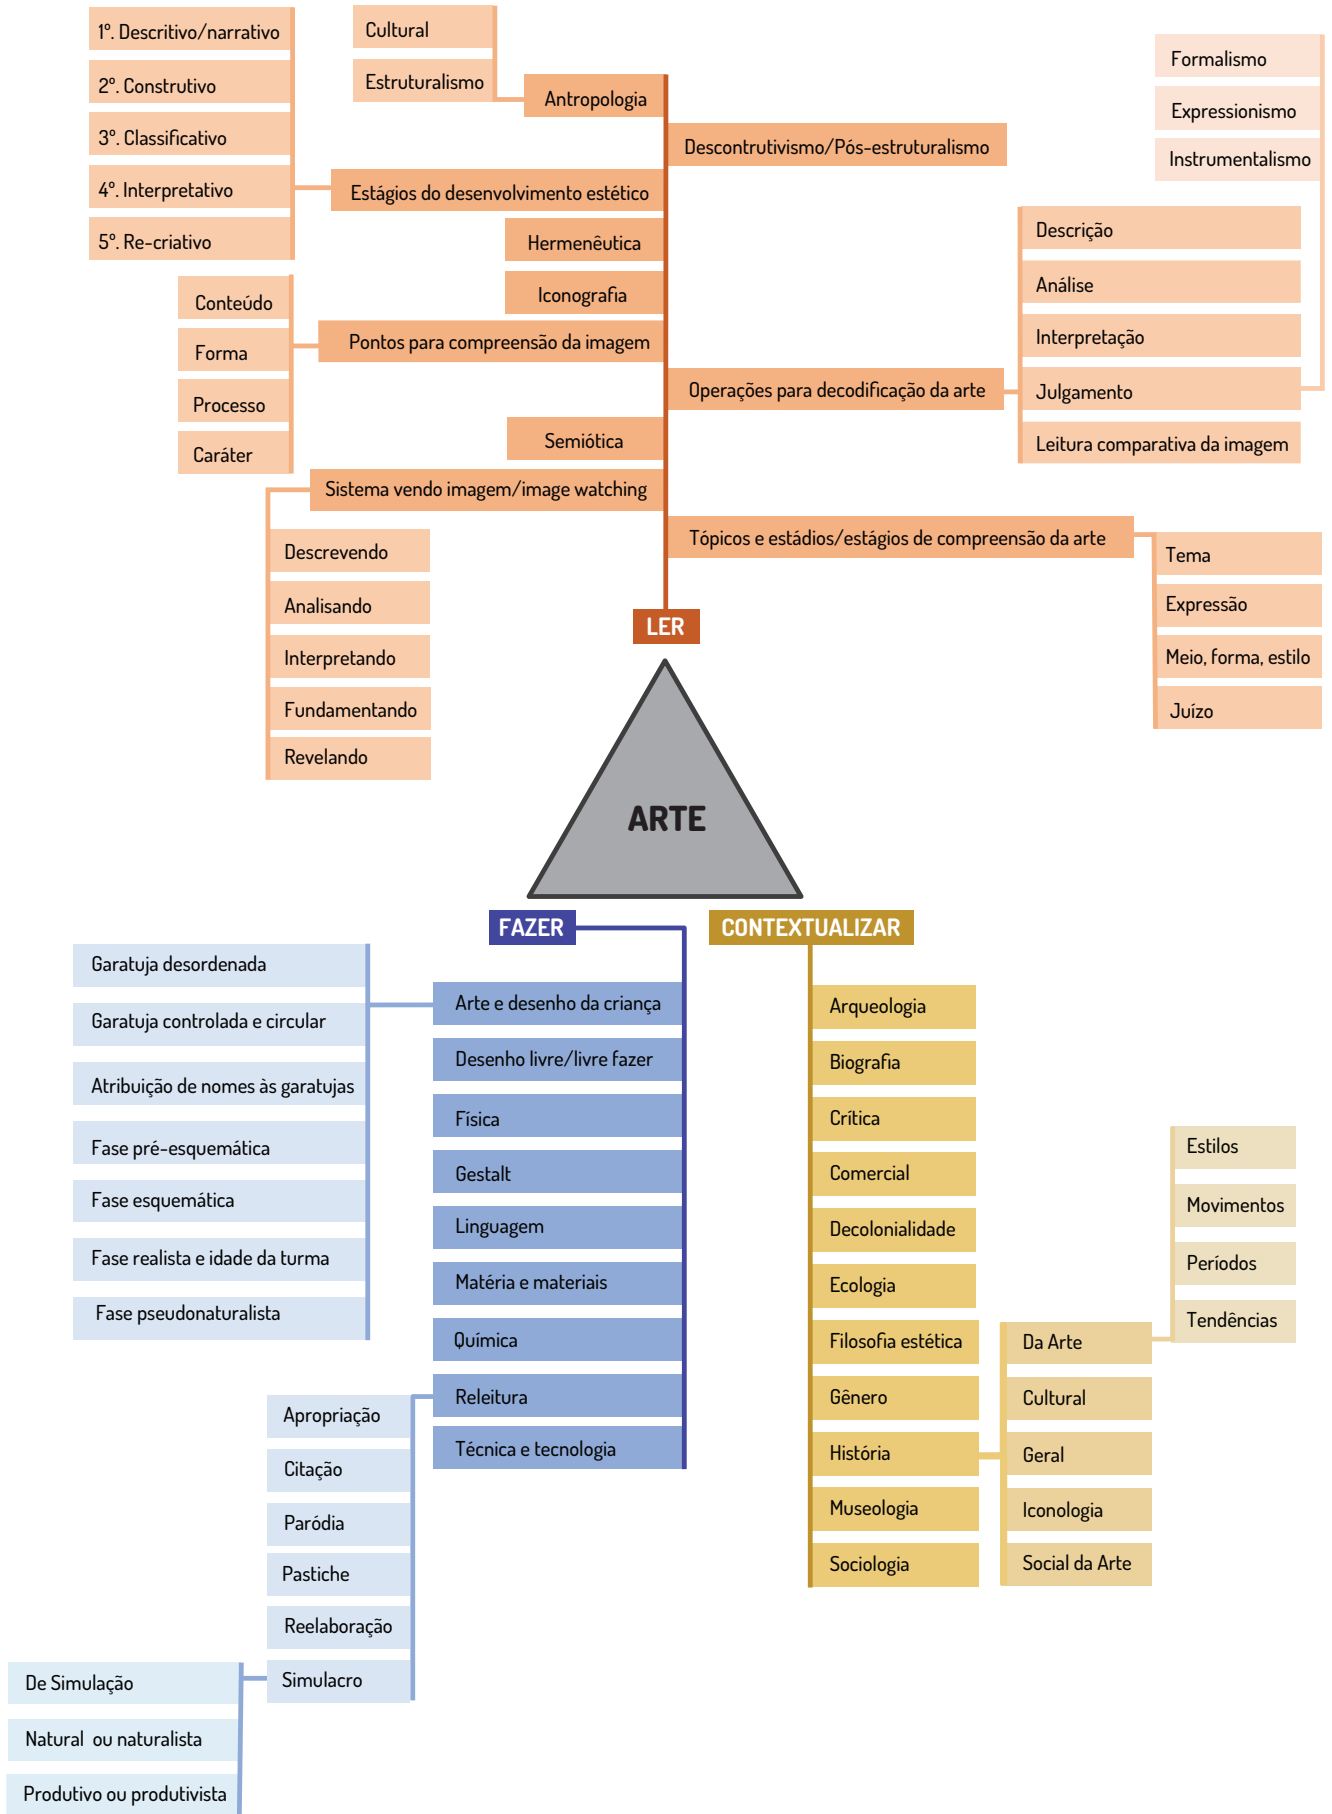 1º. Descritivo/narrativo
2º. Construtivo
3º. Classificativo
4º. Interpretativo
5º. Re-criativo
Cultural
Estruturalismo
Antropologia
Descontrutivismo/Pós-estruturalismo
Estágios do desenvolvimento estético
Hermenêutica
Iconografia
Conteúdo
Forma
Processo
Caráter
Pontos para compreensão da imagem
Formalismo
Expressionismo
Instrumentalismo
Descrição
Análise
Interpretação
Julgamento
Leitura comparativa da imagem
Operações para decodificação da arte
Semiótica
Sistema vendo imagem/image watching
Descrevendo
Analisando
Interpretando
Fundamentando
Revelando
Tópicos e estádios/estágios de compreensão da arte
Tema
Expressão
Meio, forma, estilo
Juízo
LER
ARTE
FAZER
CONTEXTUALIZAR
Garatuja desordenada
Garatuja controlada e circular
Atribuição de nomes às garatujas
Fase pré-esquemática
Fase esquemática
Fase realista e idade da turma
Fase pseudonaturalista
Arte e desenho da criança
Desenho livre/livre fazer
Física
Gestalt
Linguagem
Matéria e materiais
Química
Releitura
Técnica e tecnologia
Apropriação
Citação
Paródia
Pastiche
Reelaboração
Simulacro
De Simulação
Natural ou naturalista
Produtivo ou produtivista
Arqueologia
Biografia
Crítica
Comercial
Decolonialidade
Ecologia
Filosofia estética
Gênero
História
Museologia
Sociologia
Da Arte
Cultural
Geral
Iconologia
Social da Arte
Estilos
Movimentos
Períodos
Tendências